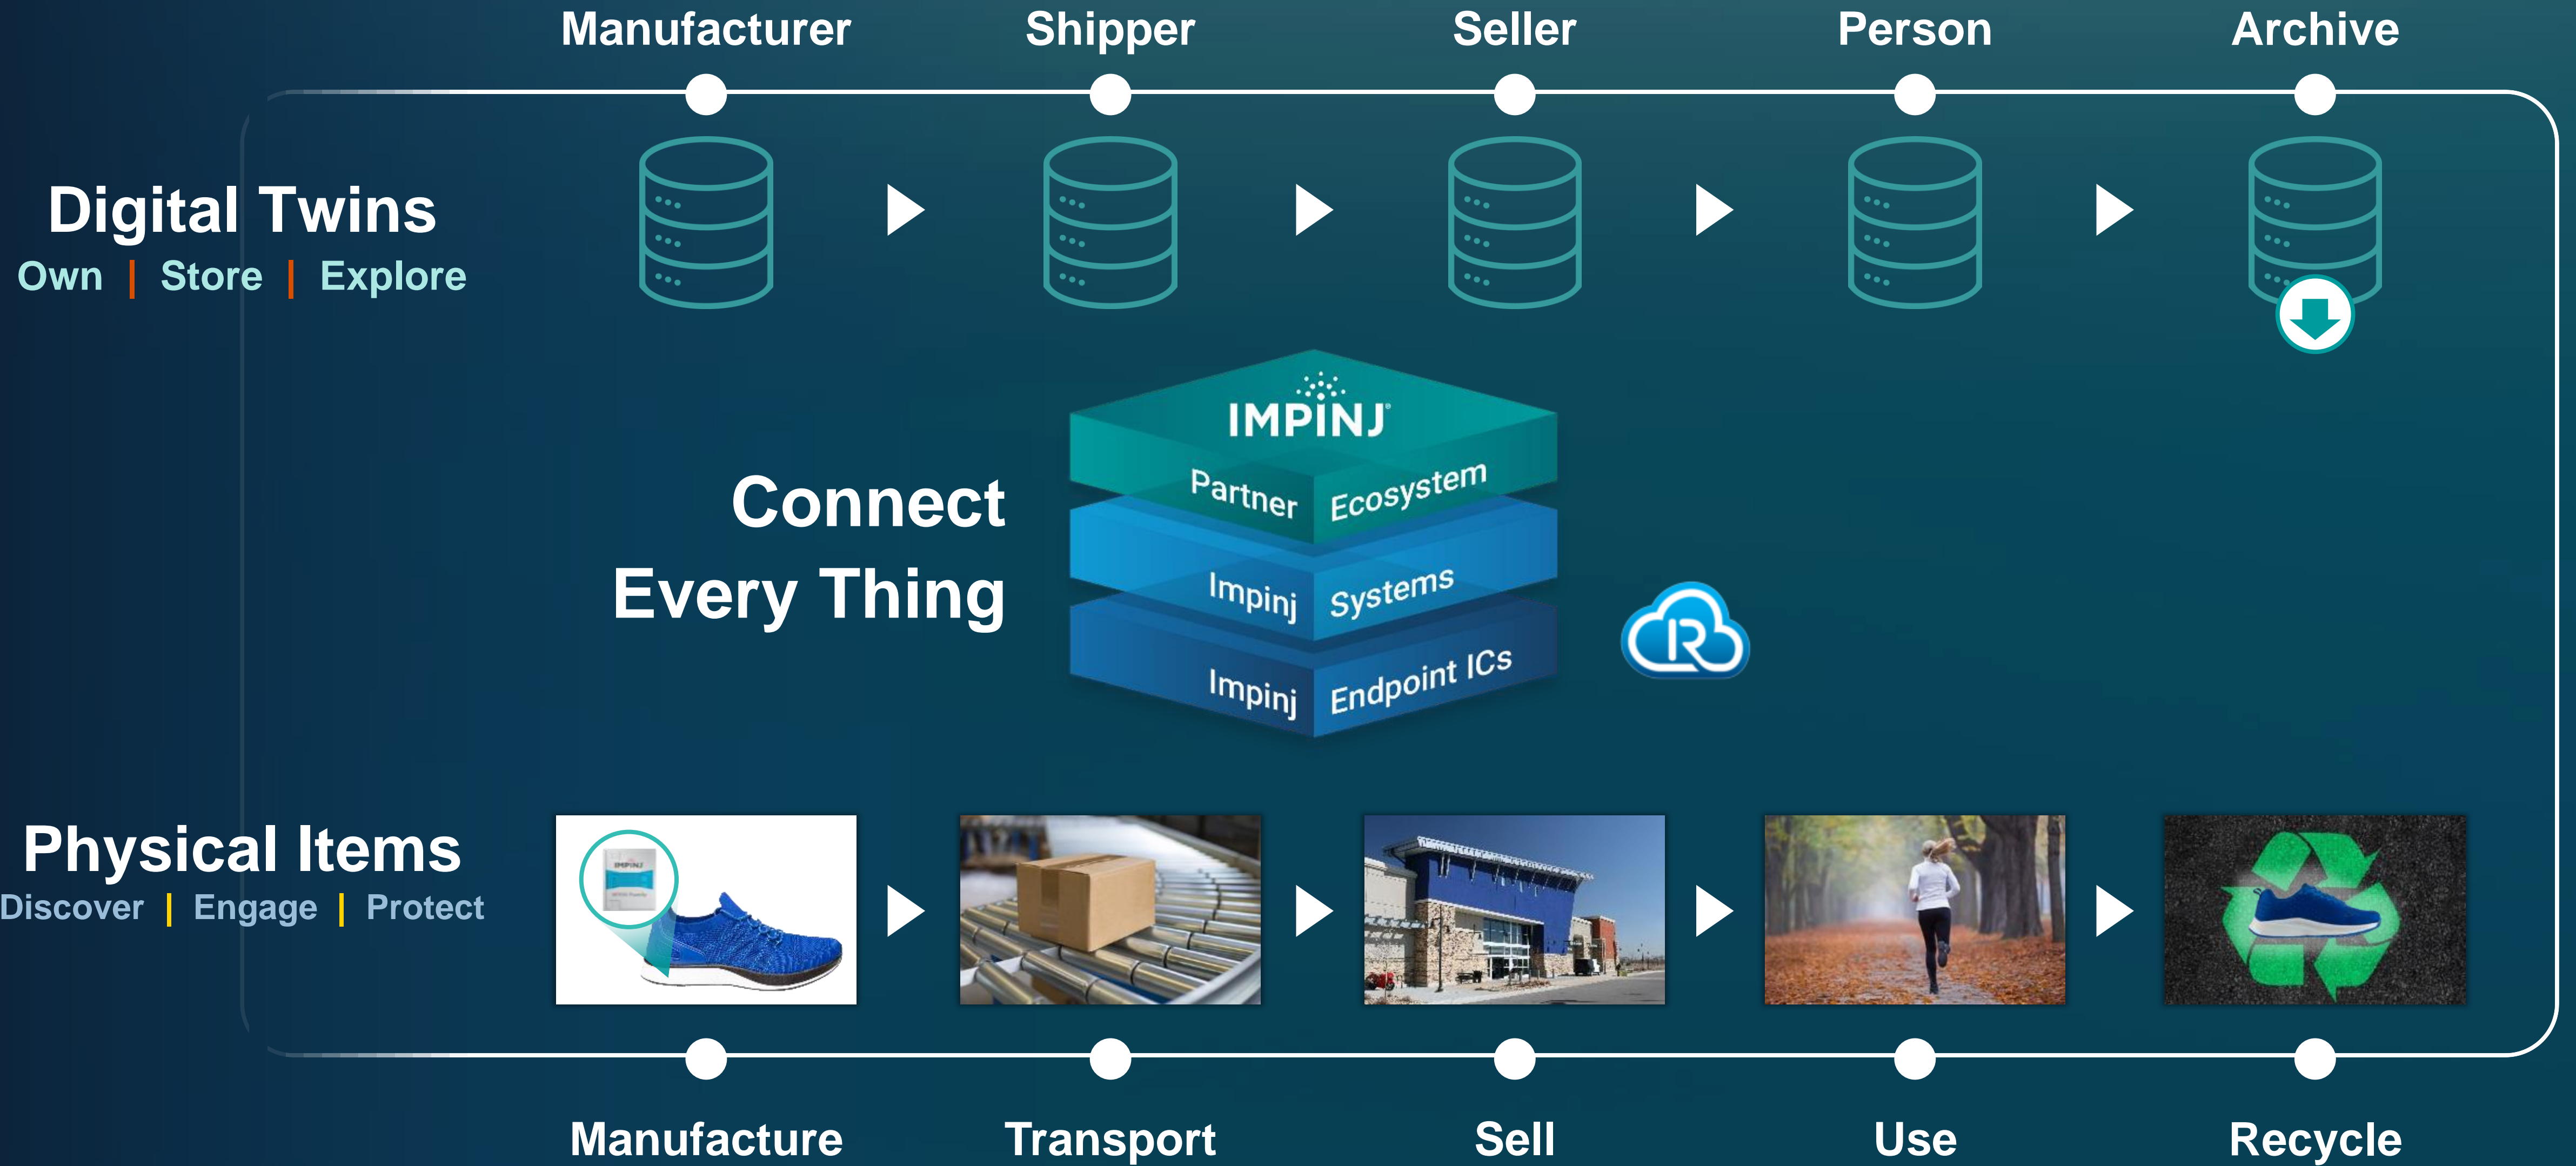 Manufacturer Shipper Seller Person Archive
Digital Twins
Own | Store | Explore
IMPINJ
Partner Ecosystem
Connect
Every Thing
Impinj Systems
Impinj Endpoint ICs
R
Physical Items
Discover | Engage | Protect
IMPINJ
Manufacture Transport Sell Use Recycle